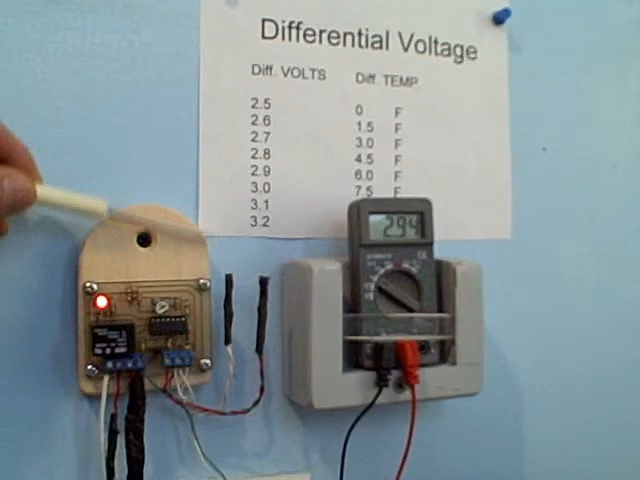 Differential Voltage
Diff. VOLTS Diff. TEMP.
2.5 0 F
2.6 1.5 F
2.7 3.0 F
2.8 4.5 F
2.9 6.0 F
3.0 7.5 F
3.1
3.2
2.94